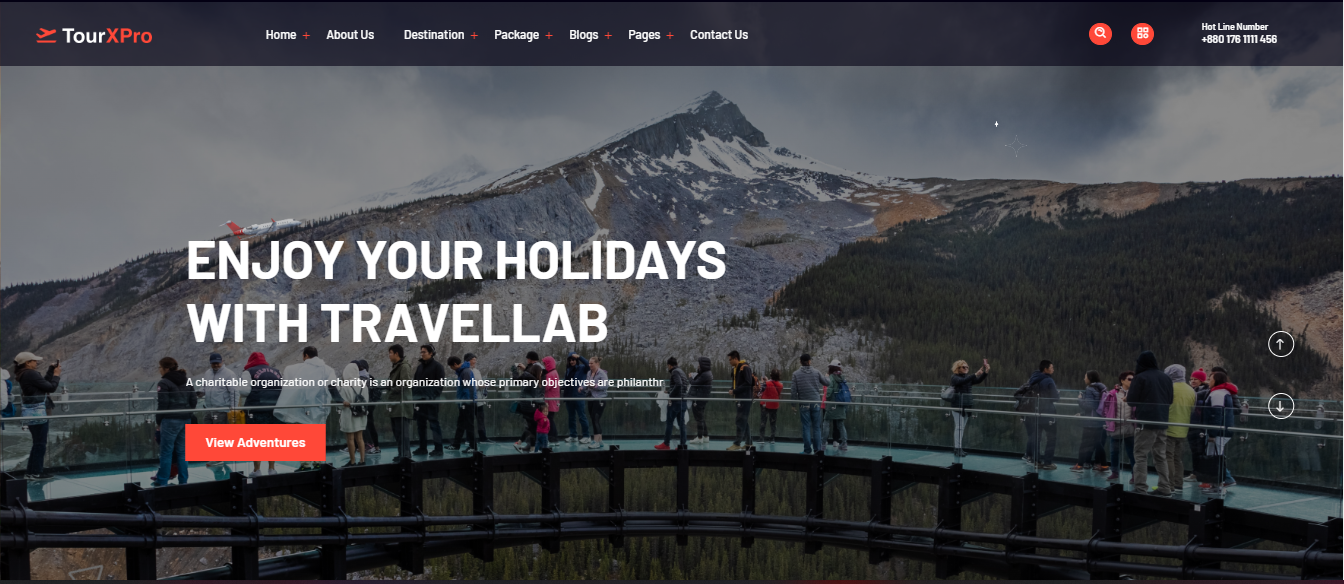 TourXPro
Home + About Us Destination + Package + Blogs + Pages + Contact Us
Hot Line Number
+880 176 1111 456
ENJOY YOUR HOLIDAYS
WITH TRAVELLAB
A charitable organization or charity is an organization whose primary objectives are philanthr
View Adventures